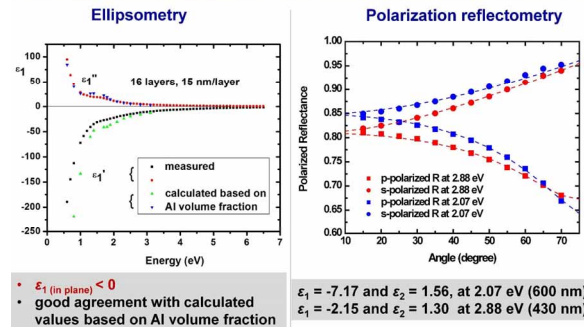 Ellipsometry
Polarization reflectometry
ε1
100
50
0
-50
-100
-150
-200
-250
ε1''
16 layers, 15 nm/layer
ε1'
{
measured
{
calculated based on
Al volume fraction
0 1 2 3 4 5 6 7
Energy (eV)
Polarized Reflectance
1.00
0.95
0.90
0.85
0.80
0.75
0.70
0.65
0.60
p-polarized R at 2.88 eV
s-polarized R at 2.88 eV
p-polarized R at 2.07 eV
s-polarized R at 2.07 eV
10 20 30 40 50 60 70
Angle (degree)
• ε1 (in plane) < 0
• good agreement with calculated
values based on Al volume fraction
ε1 = -7.17 and ε2 = 1.56, at 2.07 eV (600 nm)
ε1 = -2.15 and ε2 = 1.30 at 2.88 eV (430 nm)